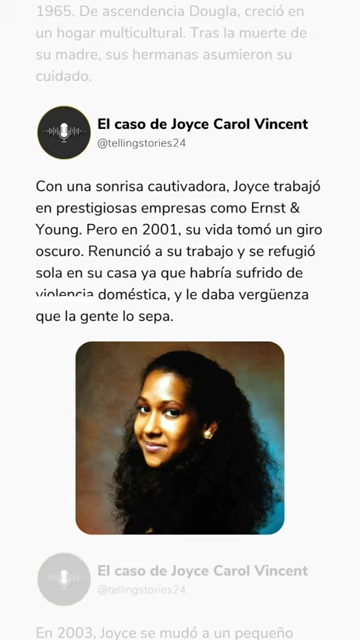 1965. De ascendencia Dougla, creció en
un hogar multicultural. Tras la muerte de
su madre, sus hermanas asumieron su
cuidado.
El caso de Joyce Carol Vincent
@tellingstories24
Con una sonrisa cautivadora, Joyce trabajó
en prestigiosas empresas como Ernst &
Young. Pero en 2001, su vida tomó un giro
oscuro. Renunció a su trabajo y se refugió
sola en su casa ya que habría sufrido de
violencia doméstica, y le daba vergüenza
que la gente lo sepa.
El caso de Joyce Carol Vincent
@tellingstories24
En 2003, Joyce se mudó a un pequeño